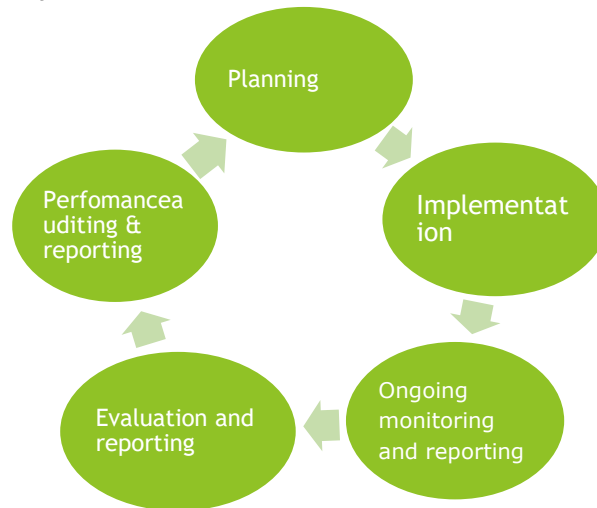 Planning
Implementat
ion
Ongoing
monitoring
and reporting
Evaluation and
reporting
Perfomancea
uditing &
reporting